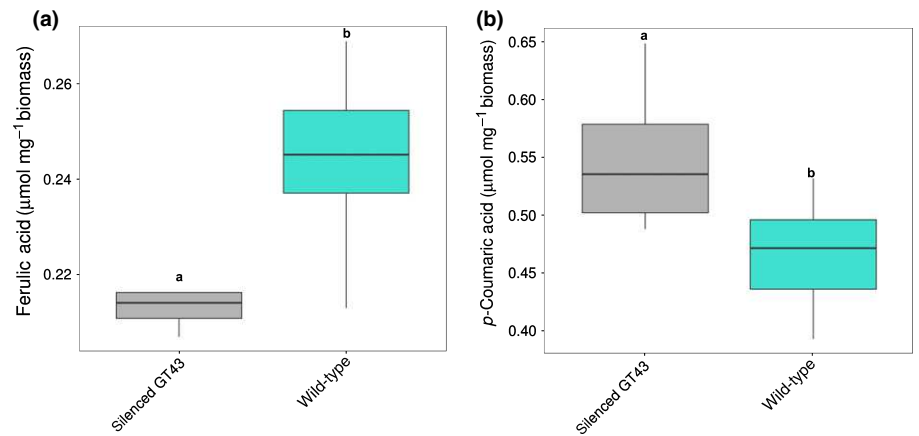 (a)
Ferulic acid (µmol mg⁻¹ biomass)
0.26
0.24
0.22
a
b
Silenced GT43
Wild-type
(b)
p-Coumaric acid (µmol mg⁻¹ biomass)
0.65
0.60
0.55
0.50
0.45
0.40
a
b
Silenced GT43
Wild-type